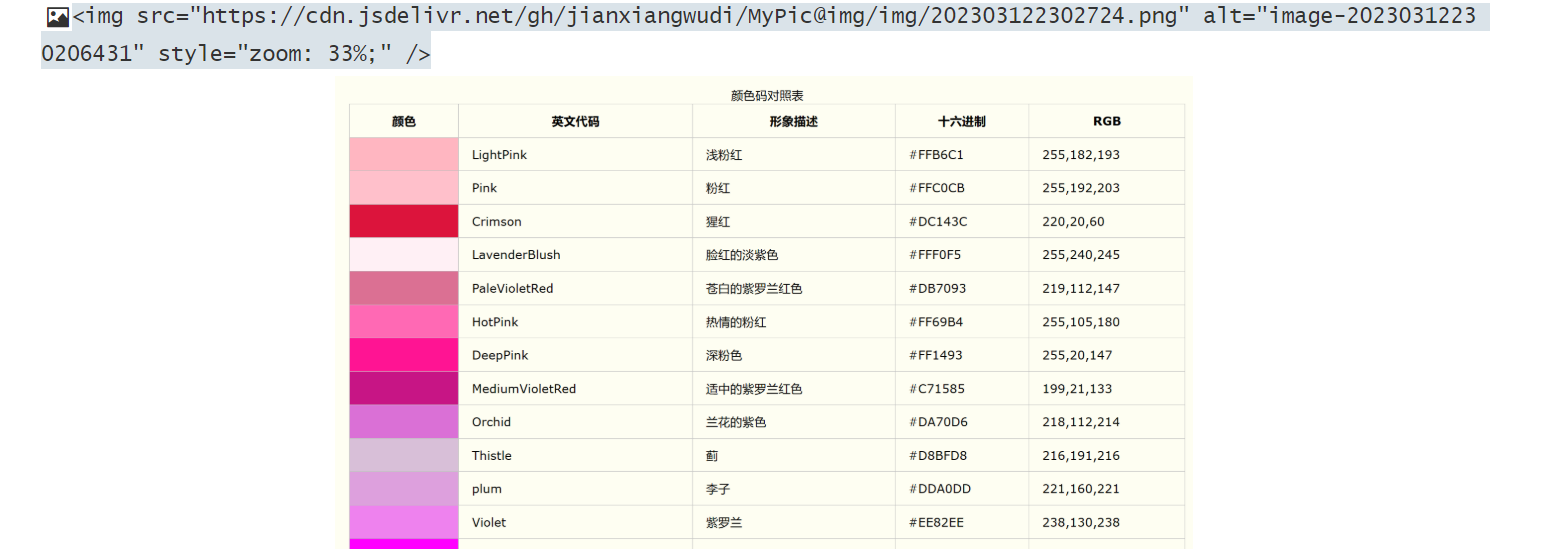 <img src="https://cdn.jsdelivr.net/gh/jianxiangwudi/MyPic@img/img/202303122302724.png" alt="image-2023031223
0206431" style="zoom: 33%;" />
颜色码对照表
颜色 英文代码 形象描述 十六进制 RGB
LightPink 浅粉红 #FFB6C1 255,182,193
Pink 粉红 #FFC0CB 255,192,203
Crimson 猩红 #DC143C 220,20,60
LavenderBlush 脸红的淡紫色 #FFF0F5 255,240,245
PaleVioletRed 苍白的紫罗兰红色 #DB7093 219,112,147
HotPink 热情的粉红 #FF69B4 255,105,180
DeepPink 深粉色 #FF1493 255,20,147
MediumVioletRed 适中的紫罗兰红色 #C71585 199,21,133
Orchid 兰花的紫色 #DA70D6 218,112,214
Thistle 蓟 #D8BFD8 216,191,216
plum 李子 #DDA0DD 221,160,221
Violet 紫罗兰 #EE82EE 238,130,238